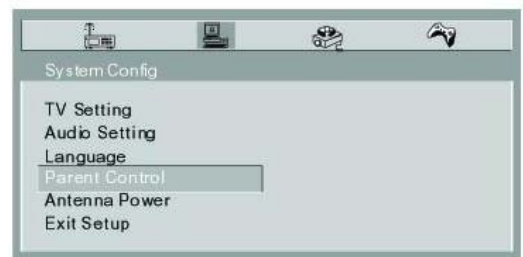 System Config
TV Setting
Audio Setting
Language
Parent Control
Antenna Power
Exit Setup